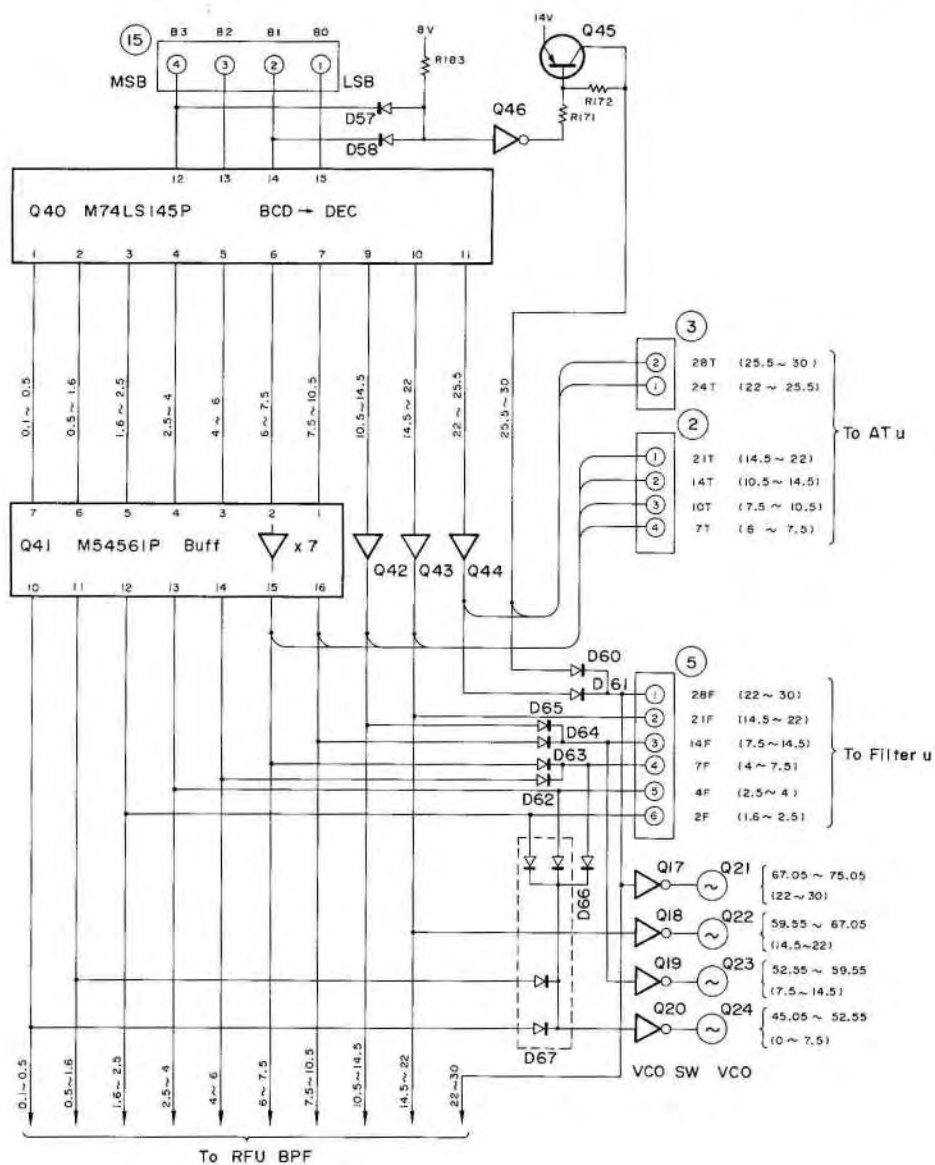 15
B3 B2 B1 B0
4 3 2 1
MSB LSB
8V
R183
14V
Q45
R172
R171
D57
D58
Q46
12 13 14 15
Q40 M74LS145P BCD → DEC
1 2 3 4 5 6 7 9 10 11
0.1~0.5
0.5~1.6
1.6~2.5
2.5~4
4~6
6~7.5
7.5~10.5
10.5~14.5
14.5~22
22~25.5
25.5~30
3
2 28T (25.5~30)
1 24T (22~25.5)
2
1 21T (14.5~22)
2 14T (10.5~14.5)
3 10T (7.5~10.5)
4 7T (6~7.5)
To ATu
7 6 5 4 3 2 1
Q41 M54561P Buff x7
10 11 12 13 14 15 16
Q42 Q43 Q44
5
D60
D61
D65
D64
D63
D62
1 28F (22~30)
2 21F (14.5~22)
3 14F (7.5~14.5)
4 7F (4~7.5)
5 4F (2.5~4)
6 2F (1.6~2.5)
To Filter u
D66
D67
Q17 Q21 67.05~75.05
(22~30)
Q18 Q22 59.55~67.05
(14.5~22)
Q19 Q23 52.55~59.55
(7.5~14.5)
Q20 Q24 45.05~52.55
(0~7.5)
VCO SW VCO
0.1~0.5
0.5~1.6
1.6~2.5
2.5~4
4~6
6~7.5
7.5~10.5
10.5~14.5
14.5~22
22~30
To RFU BPF